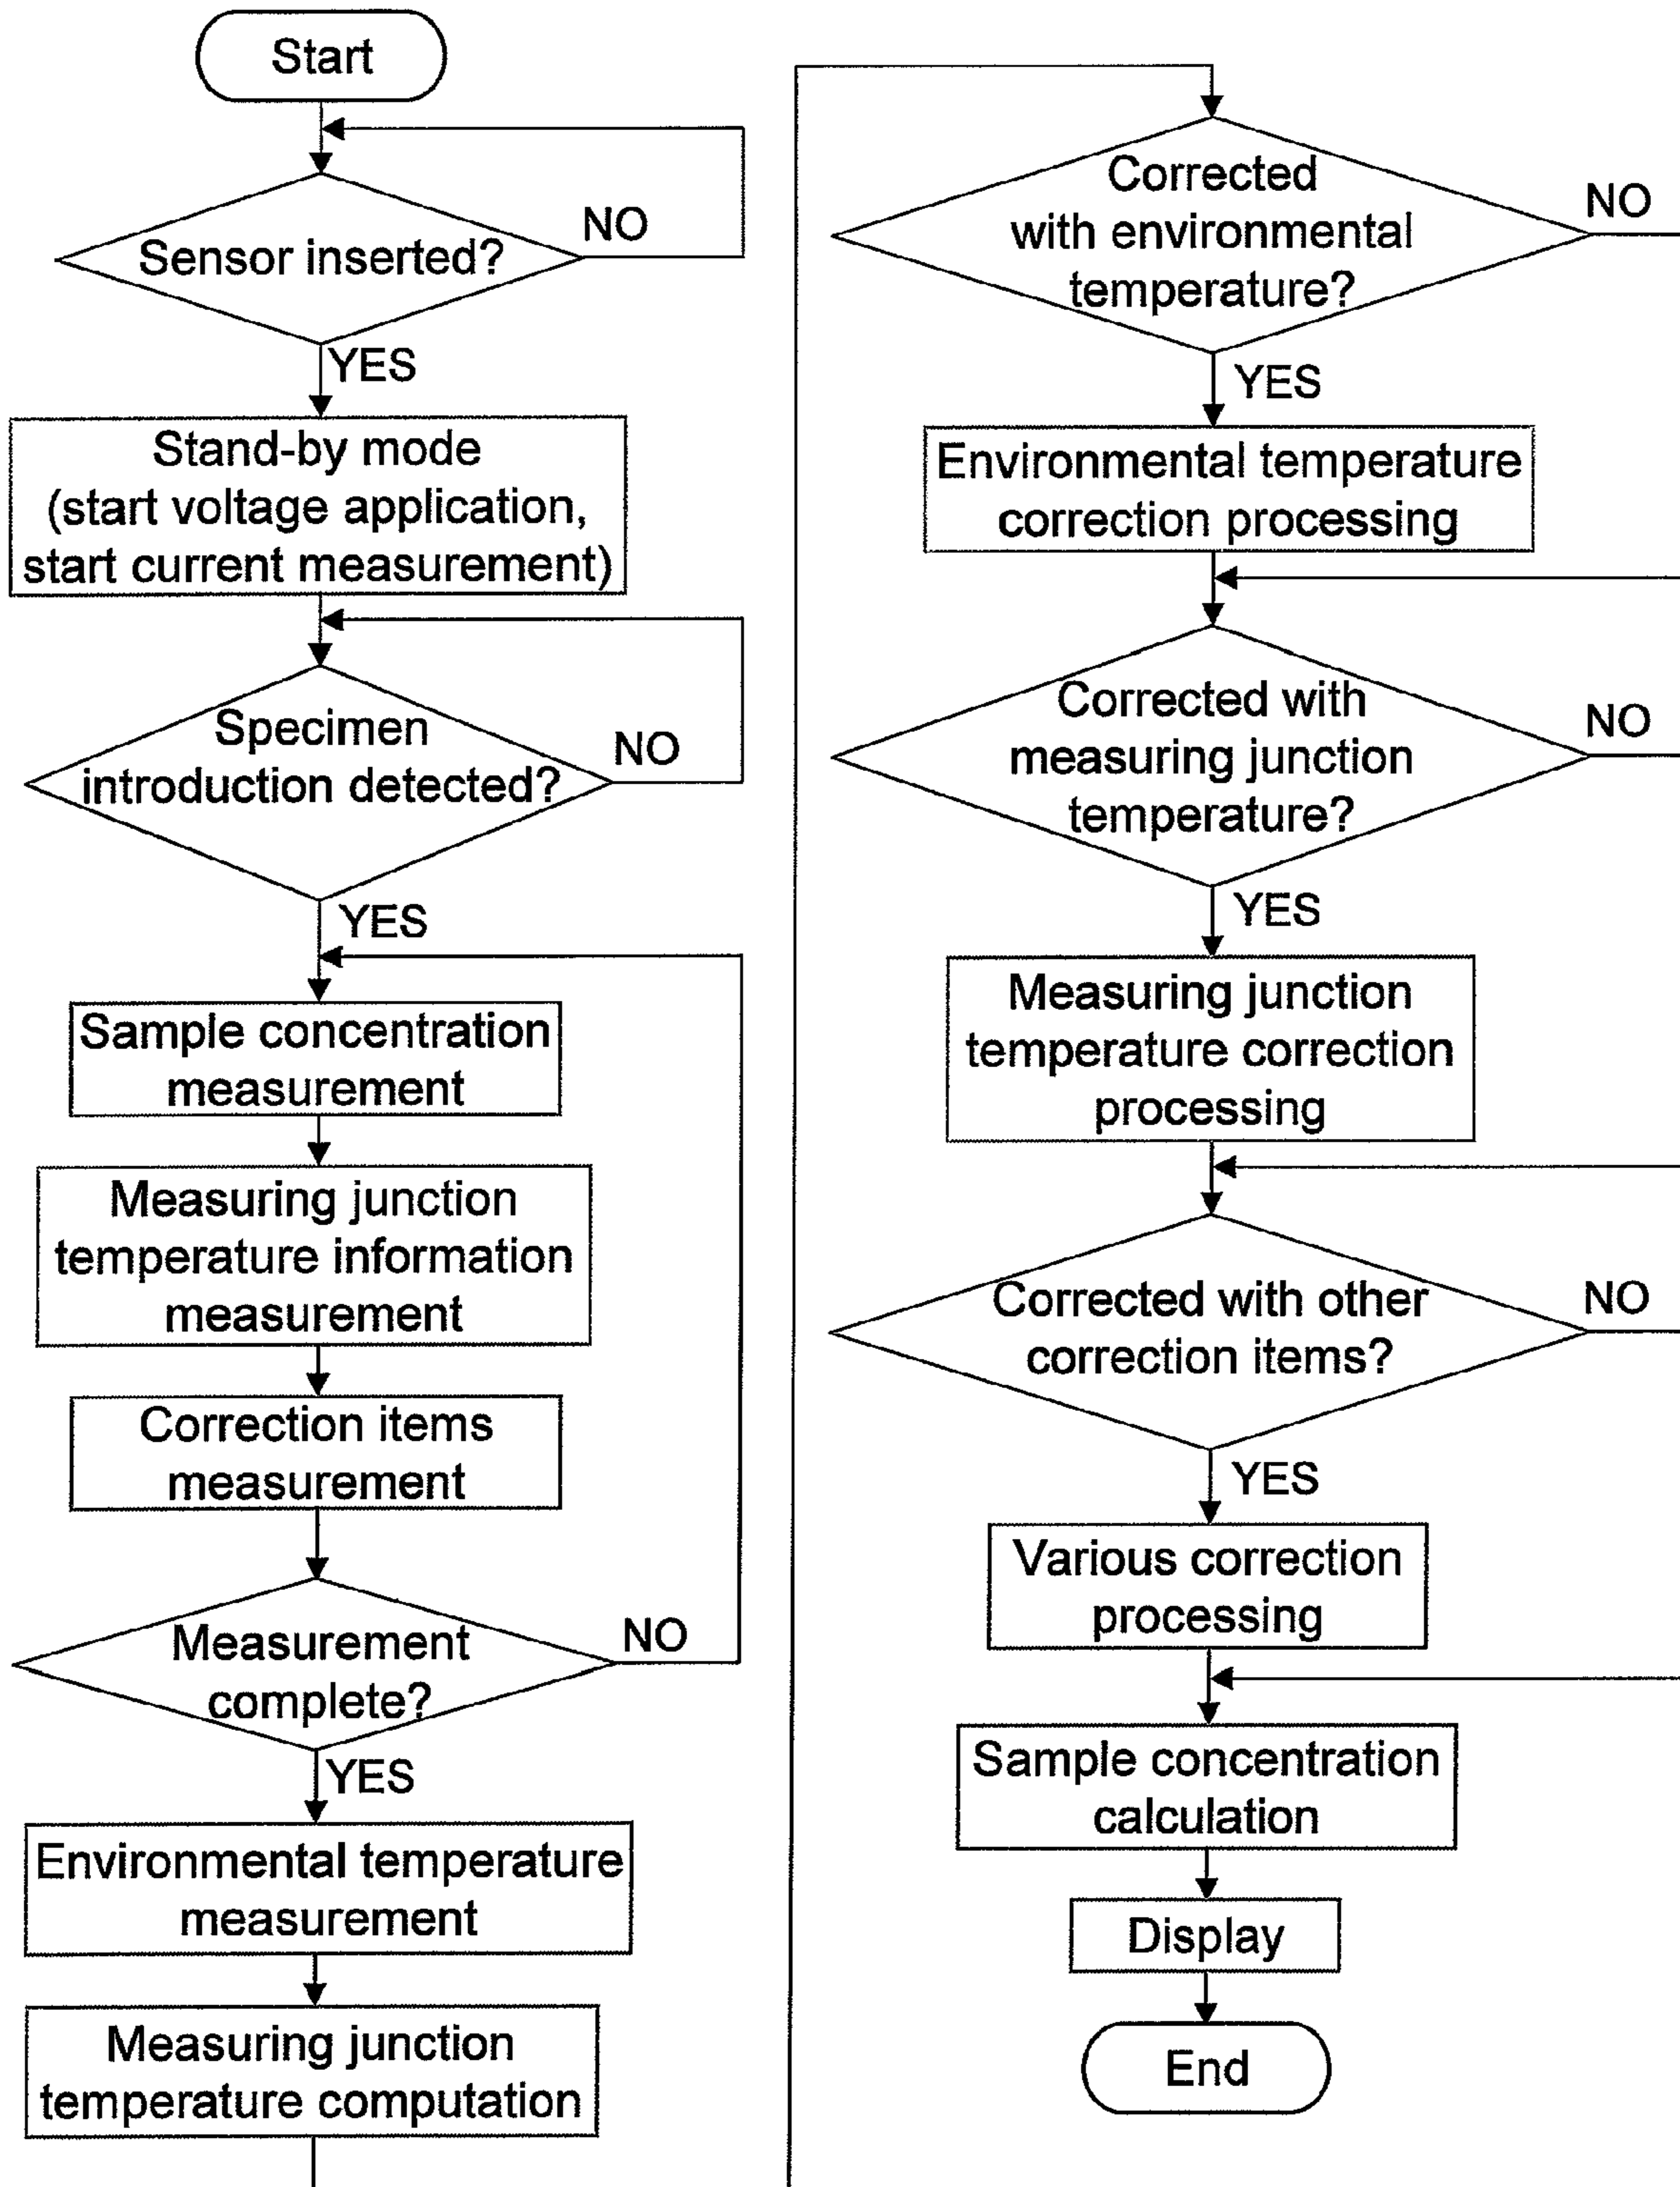 Start
Sensor inserted?
NO
YES
Stand-by mode
(start voltage application,
start current measurement)
Specimen
introduction detected?
NO
YES
Sample concentration
measurement
Measuring junction
temperature information
measurement
Correction items
measurement
Measurement
complete?
NO
YES
Environmental temperature
measurement
Measuring junction
temperature computation
Corrected
with environmental
temperature?
NO
YES
Environmental temperature
correction processing
Corrected with
measuring junction
temperature?
NO
YES
Measuring junction
temperature correction
processing
Corrected with other
correction items?
NO
YES
Various correction
processing
Sample concentration
calculation
Display
End